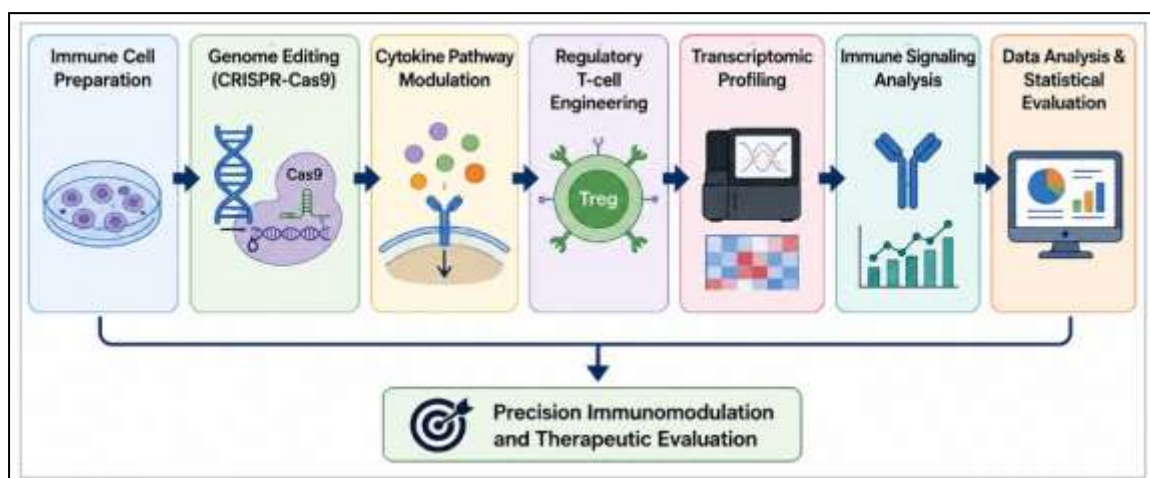 Immune Cell
Preparation
Genome Editing
(CRISPR-Cas9)
Cytokine Pathway
Modulation
Regulatory
T-cell
Engineering
Transcriptomic
Profiling
Immune Signaling
Analysis
Data Analysis &
Statistical
Evaluation
Cas9
Treg
Precision Immunomodulation
and Therapeutic Evaluation